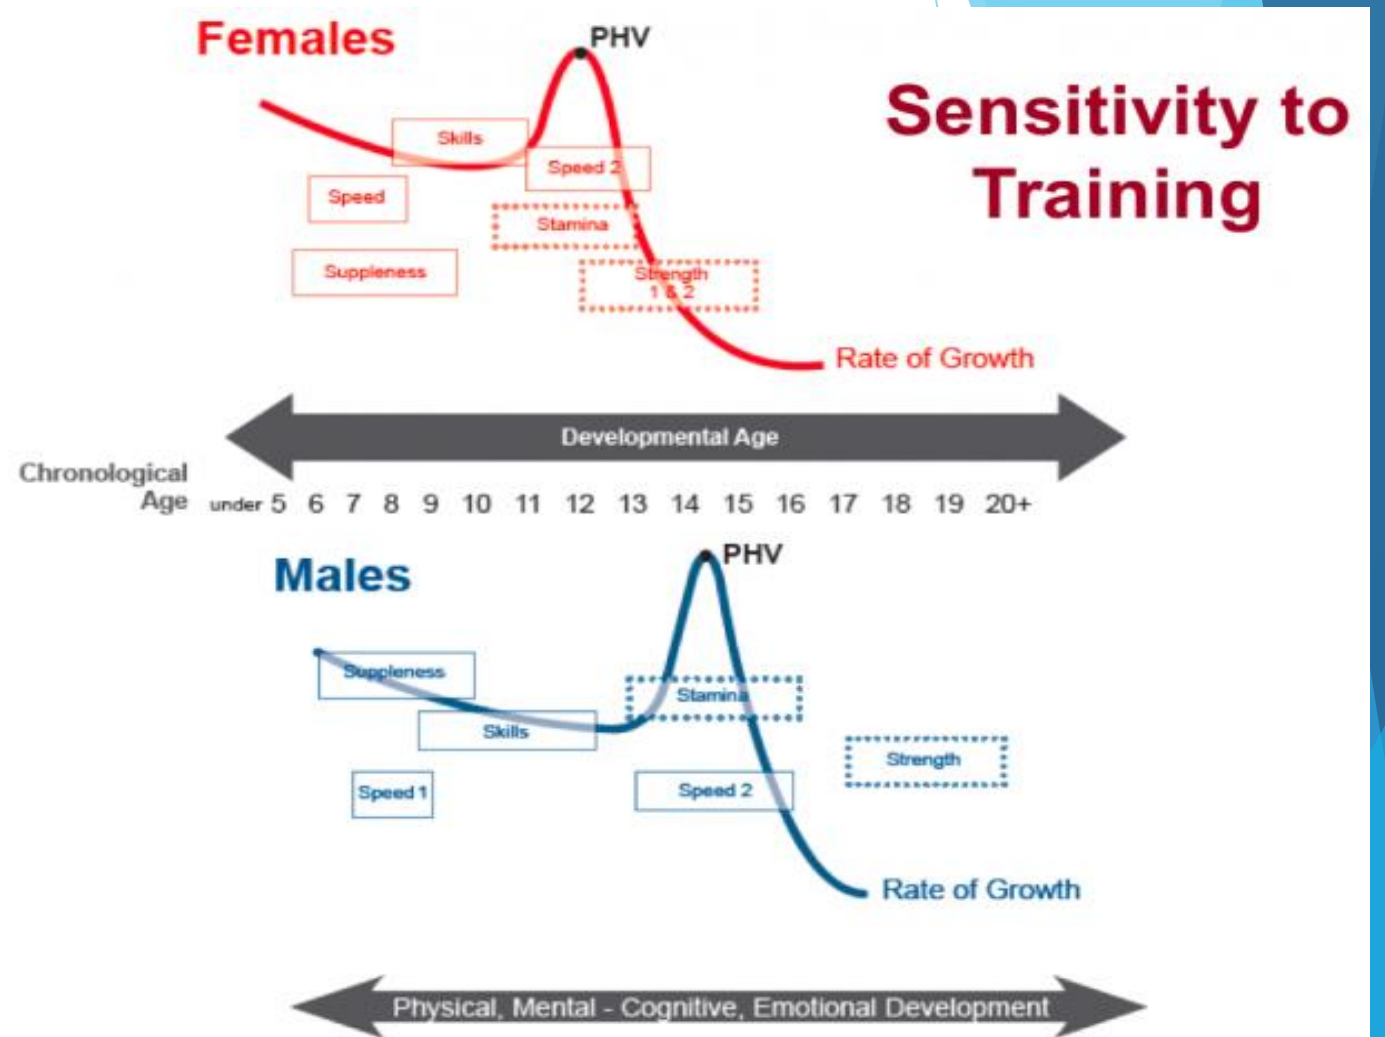 Females
PHV
Sensitivity to
Training
Skills
Speed 2
Speed
Stamina
Suppleness
Strength
1 & 2
Rate of Growth
Developmental Age
Chronological
Age
under 5 6 7 8 9 10 11 12 13 14 15 16 17 18 19 20+
Males
PHV
Suppleness
Stamina
Skills
Strength
Speed 1
Speed 2
Rate of Growth
Physical, Mental - Cognitive, Emotional Development